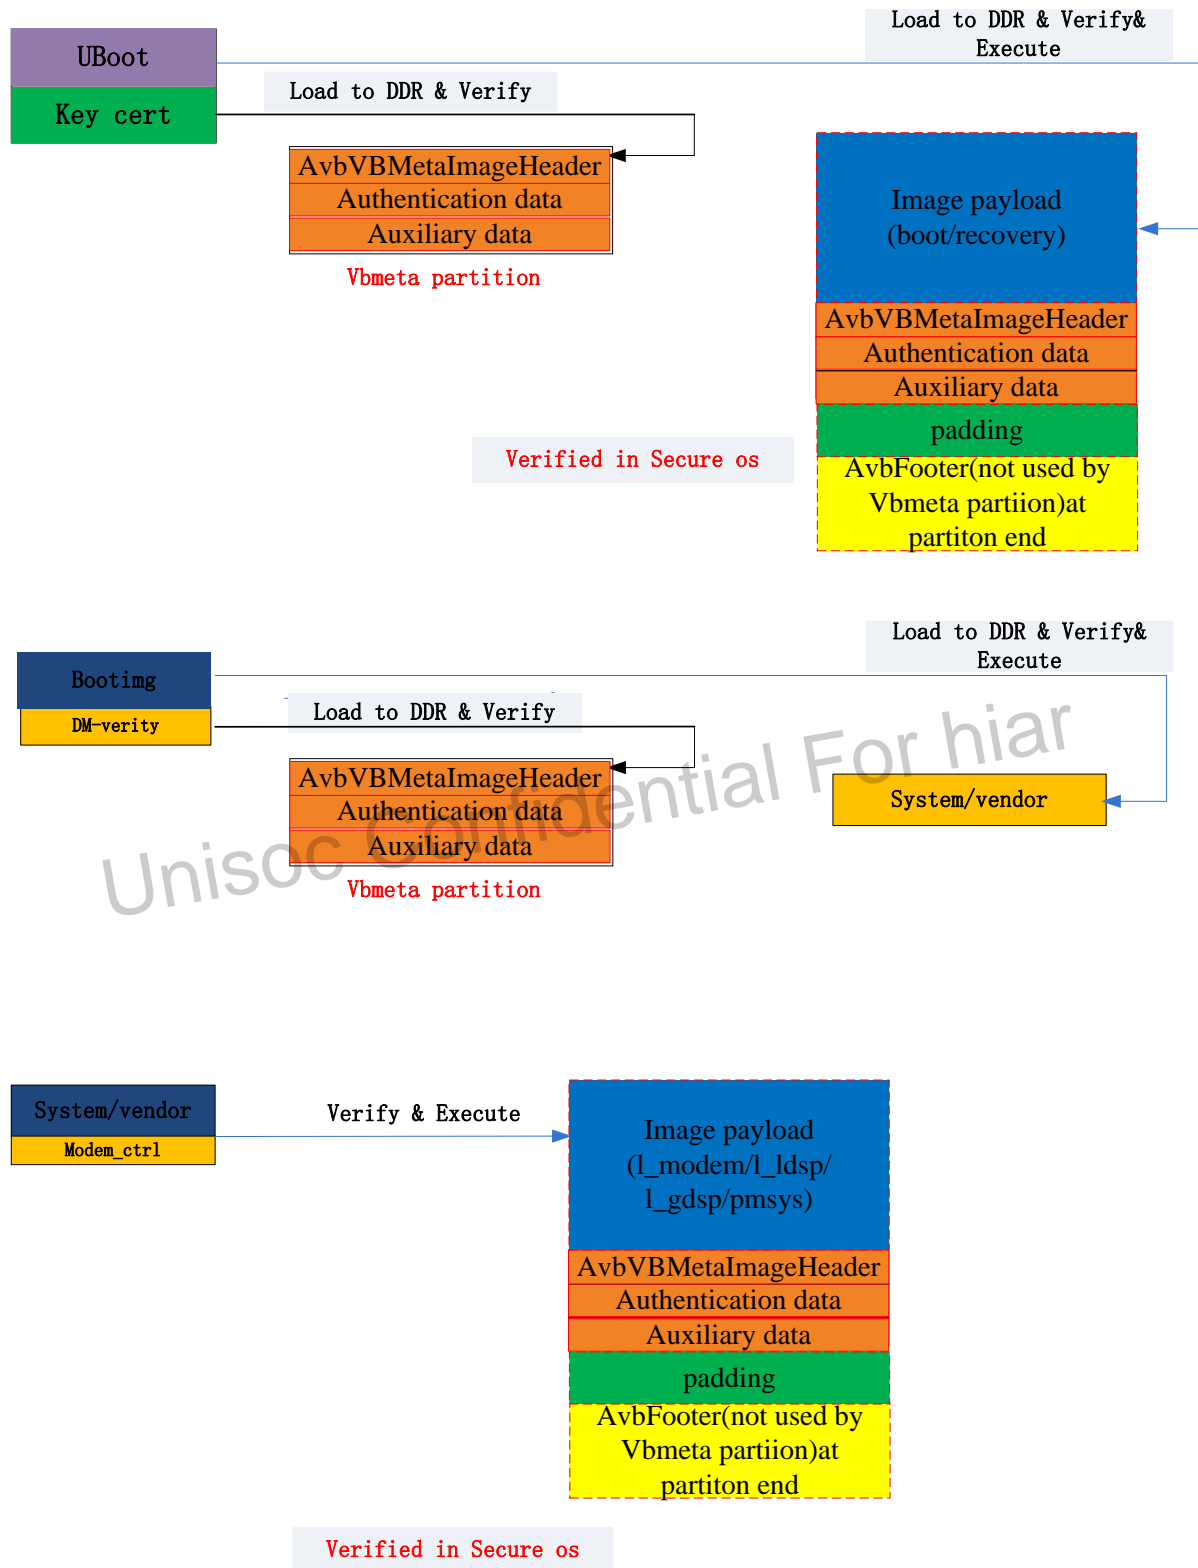 Load to DDR & Verify&
Execute
UBoot
Key cert
Load to DDR & Verify
AvbVBMetaImageHeader
Authentication data
Auxiliary data
Vbmeta partition
Image payload
(boot/recovery)
AvbVBMetaImageHeader
Authentication data
Auxiliary data
padding
AvbFooter(not used by
Vbmeta partiion)at
partiton end
Verified in Secure os
Load to DDR & Verify&
Execute
Bootimg
DM-verity
Load to DDR & Verify
AvbVBMetaImageHeader
Authentication data
Auxiliary data
Vbmeta partition
System/vendor
Unisoc Confidential For hiar
System/vendor
Modem_ctrl
Verify & Execute
Image payload
(l_modem/l_ldsp/
l_gdsp/pmsys)
AvbVBMetaImageHeader
Authentication data
Auxiliary data
padding
AvbFooter(not used by
Vbmeta partiion)at
partiton end
Verified in Secure os